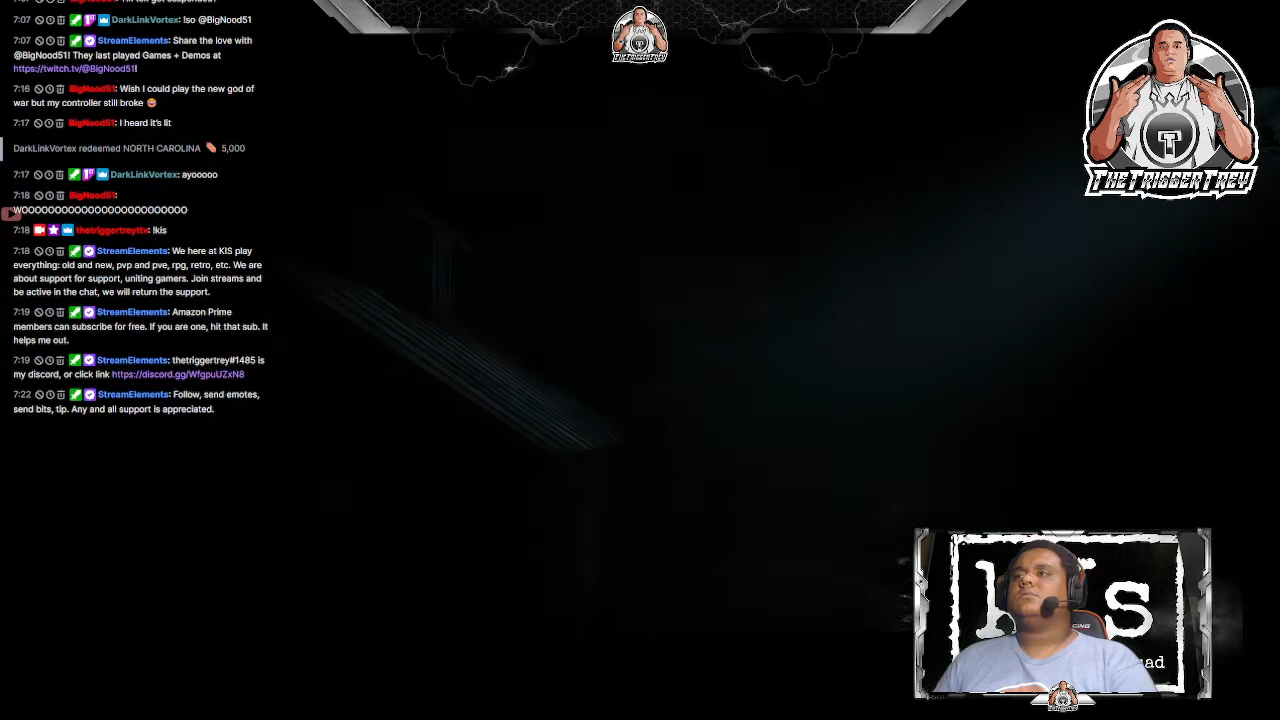 7:07 DarkLinkVortex: !so @BigNood51
7:07 StreamElements: Share the love with
@BigNood51! They last played Games + Demos at
https://twitch.tv/@BigNood51!
7:16 BigNood51: Wish I could play the new god of
war but my controller still broke 😂
7:17 BigNood51: I heard it's lit
DarkLinkVortex redeemed NORTH CAROLINA 5,000
7:17 DarkLinkVortex: ayooooo
7:18 BigNood51:
WOOOOOOOOOOOOOOOOOOOOOOOOO
7:18 thetriggertreyttv: !kis
7:18 StreamElements: We here at KIS play
everything: old and new, pvp and pve, rpg, retro, etc. We are
about support for support, uniting gamers. Join streams and
be active in the chat, we will return the support.
7:19 StreamElements: Amazon Prime
members can subscribe for free. If you are one, hit that sub. It
helps me out.
7:19 StreamElements: thetriggertrey#1485 is
my discord, or click link https://discord.gg/WfgpuUZxN8
7:22 StreamElements: Follow, send emotes,
send bits, tip. Any and all support is appreciated.
THETRIGGERTREY
T
THETRIGGERTREY